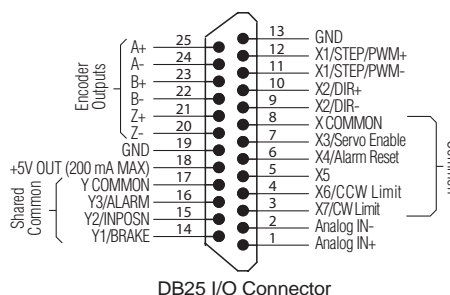 Encoder
Outputs
A+ 25
A- 24
B+ 23
B- 22
Z+ 21
Z- 20
GND 19
+5V OUT (200 mA MAX) 18
Shared
Common
Y COMMON 17
Y3/ALARM 16
Y2/INPOSN 15
Y1/BRAKE 14
13 GND
12 X1/STEP/PWM+
11 X1/STEP/PWM-
10 X2/DIR+
9 X2/DIR-
8 X COMMON
7 X3/Servo Enable
6 X4/Alarm Reset
5 X5
4 X6/CCW Limit
3 X7/CW Limit
2 Analog IN-
1 Analog IN+
DB25 I/O Connector